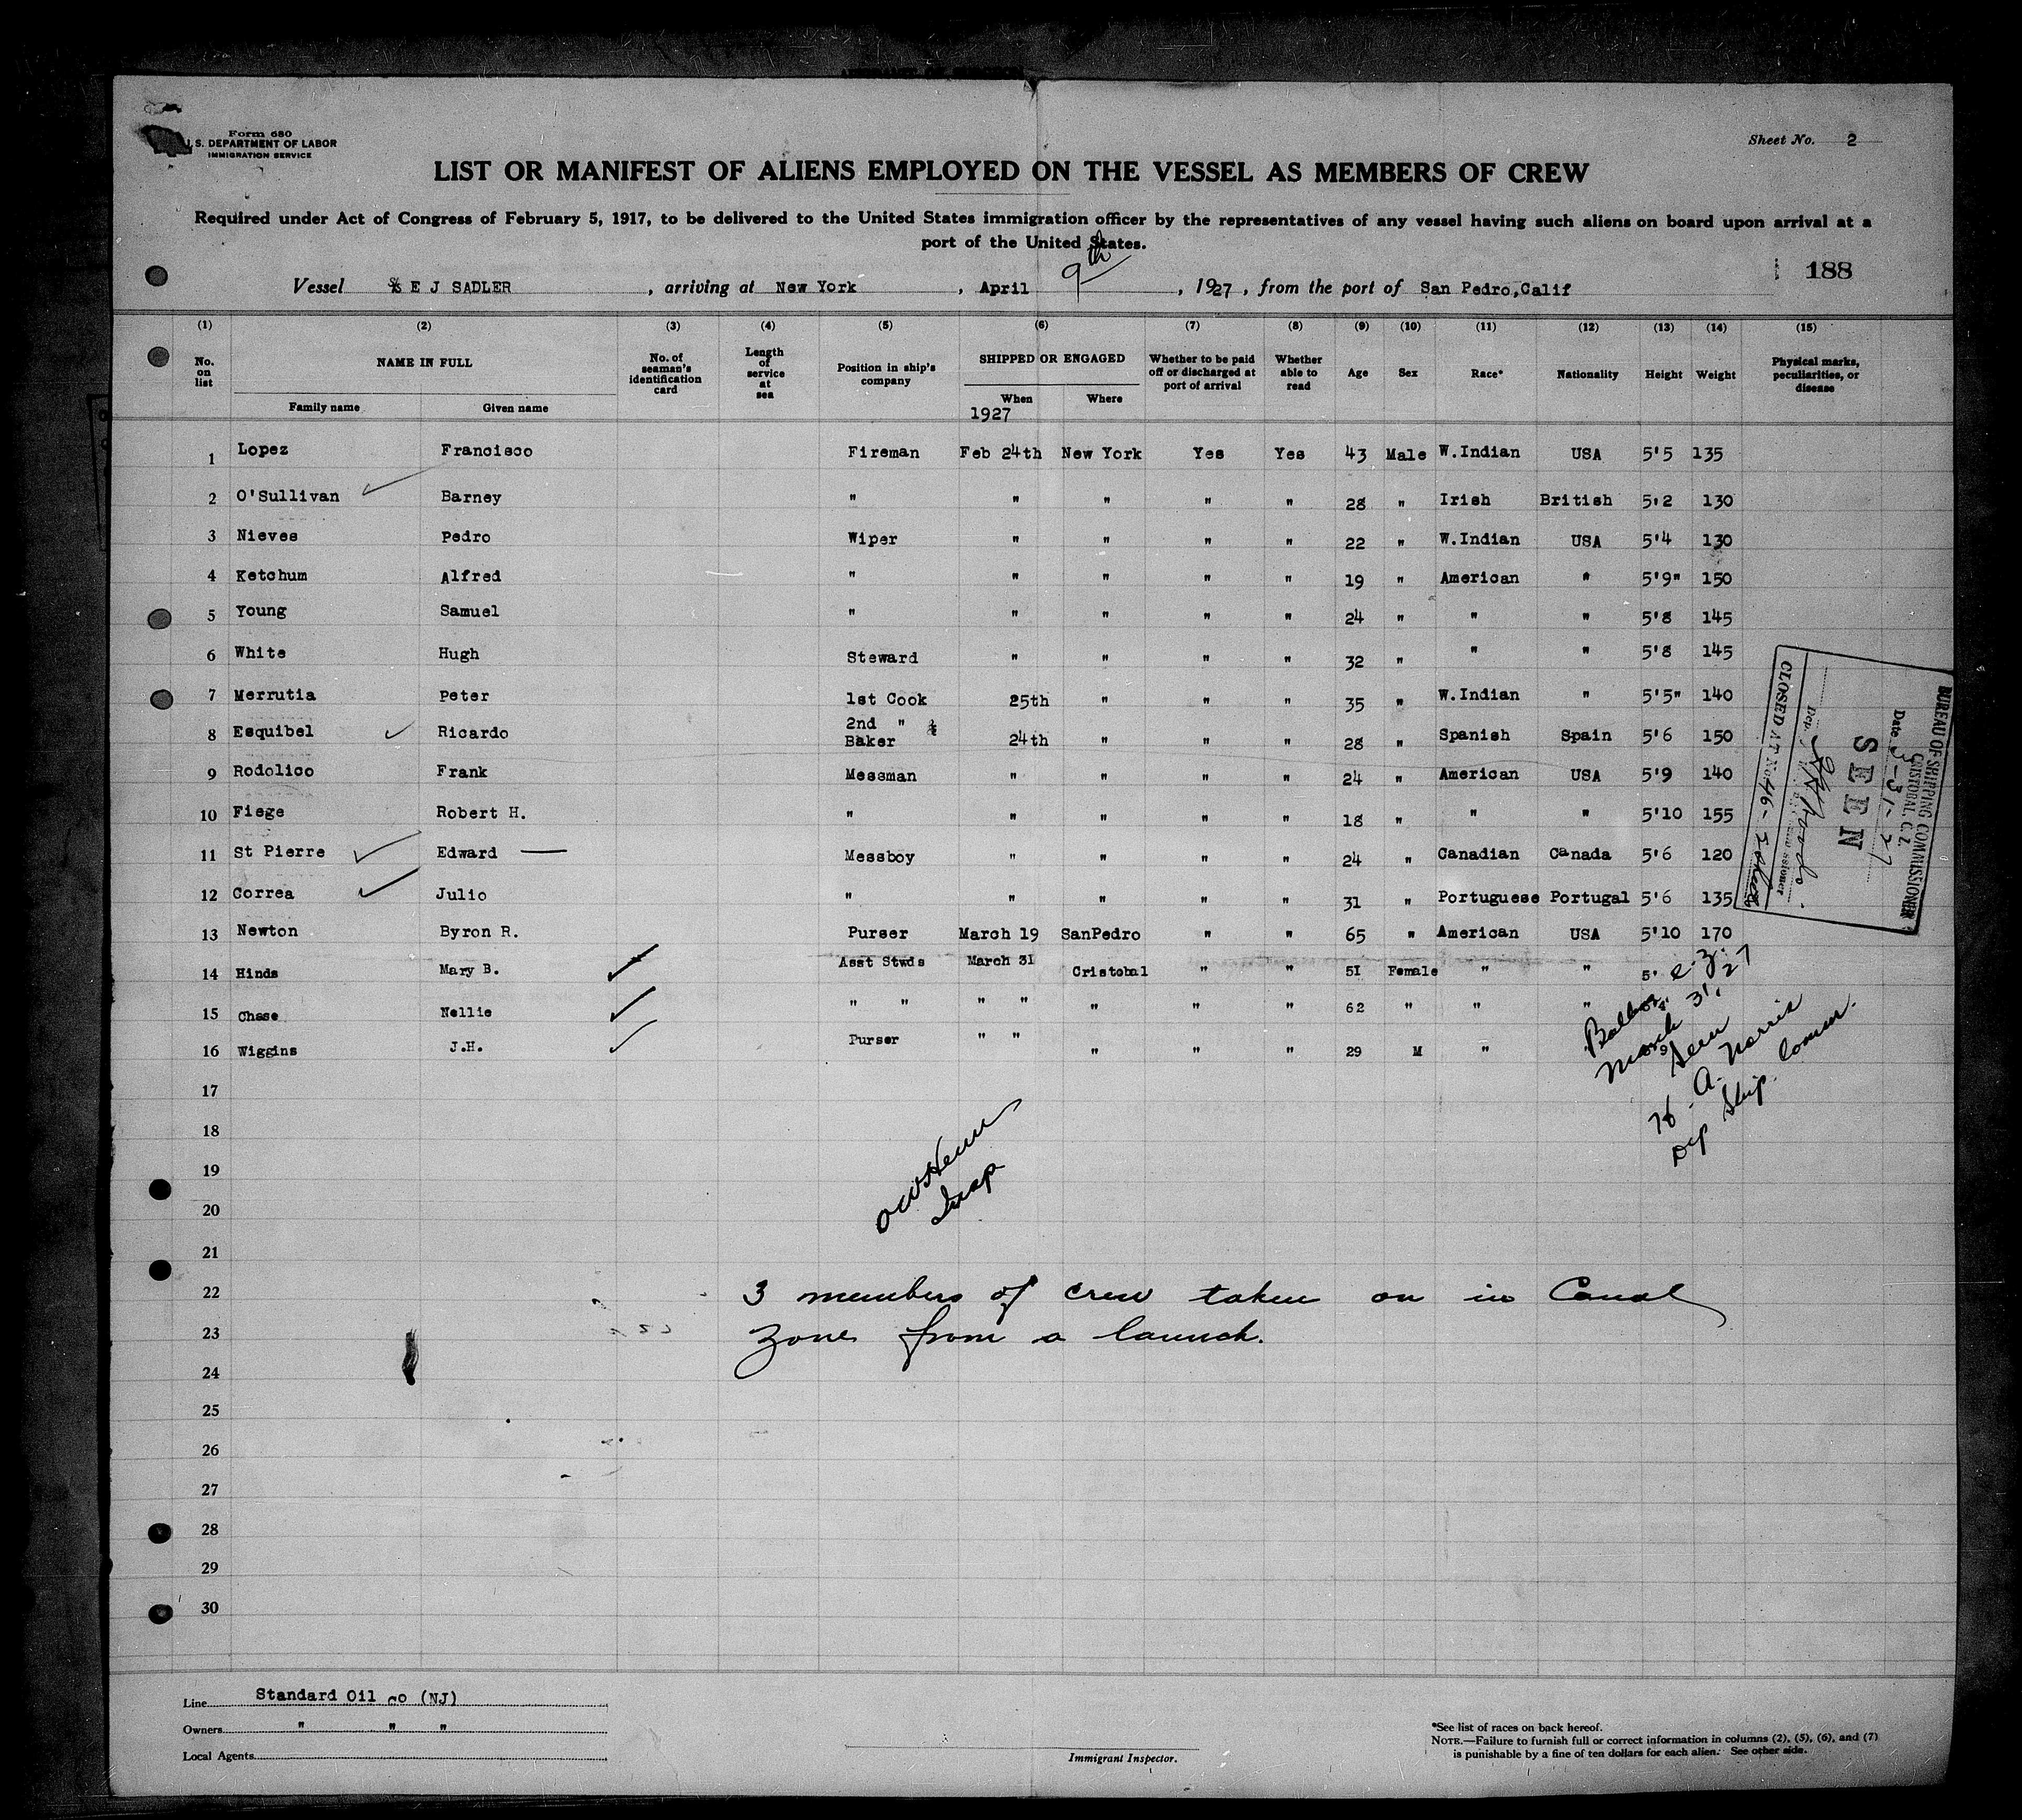 Form 680
U.S. DEPARTMENT OF LABOR
IMMIGRATION SERVICE
Sheet No. 2
LIST OR MANIFEST OF ALIENS EMPLOYED ON THE VESSEL AS MEMBERS OF CREW
Required under Act of Congress of February 5, 1917, to be delivered to the United States immigration officer by the representatives of any vessel having such aliens on board upon arrival at a
port of the United States.
188
Vessel S/S E J SADLER, arriving at New York, April 9th, 1927, from the port of San Pedro,Calif
(1) (2) (3) (4) (5) (6) (7) (8) (9) (10) (11) (12) (13) (14) (15)
No. on list NAME IN FULL Family name Given name No. of seaman's identification card Length of service at sea Position in ship's company SHIPPED OR ENGAGED When 1927 Where Whether to be paid off or discharged at port of arrival Whether able to read Age Sex Race* Nationality Height Weight Physical marks, peculiarities, or disease
1 Lopez Francisco Fireman Feb 24th New York Yes Yes 43 Male W.Indian USA 5'5 135
2 O'Sullivan Barney " " " " " 28 " Irish British 5'2 130
3 Nieves Pedro Wiper " " " " 22 " W.Indian USA 5'4 130
4 Ketchum Alfred " " " " " 19 " American " 5'9" 150
5 Young Samuel " " " " " 24 " " " 5'8 145
6 White Hugh Steward " " " " 32 " " " 5'8 145
7 Merrutia Peter 1st Cook 25th " " " 35 " W.Indian " 5'5" 140
8 Esquibel Ricardo 2nd " & Baker 24th " " " 28 " Spanish Spain 5'6 150
9 Rodolico Frank Messman " " " " 24 " American USA 5'9 140
10 Fiege Robert H. " " " " " 18 " " " 5'10 155
11 St Pierre Edward Messboy " " " " 24 " Canadian Canada 5'6 120
12 Correa Julio " " " " " 31 " Portuguese Portugal 5'6 135
13 Newton Byron R. Purser March 19 SanPedro " " 65 " American USA 5'10 170
14 Hinds Mary B. Asst Stwds March 31 Cristobal " " 51 Female " " 5'
15 Chase Nellie " " " " " " " 62 " " "
16 Wiggins J.H. Purser " " " " " 29 M "
17
18
19
20
21
22
23
24
25
26
27
28
29
30
BUREAU OF SHIPPING COMMISSIONER
CRISTOBAL, C. Z.
Date 3-31-27
SEEN
Dep.
CLOSED AT No. 46-
Balboa, C.Z.
March 31, 27
Seen
H. A. Norris
Dep Ship. Comm.
Insp
3 members of crew taken on in Canal
Zone from a launch.
Line Standard Oil Co (NJ)
Owners " " "
Local Agents
Immigrant Inspector.
*See list of races on back hereof.
NOTE.—Failure to furnish full or correct information in columns (2), (5), (6), and (7)
is punishable by a fine of ten dollars for each alien. See other side.